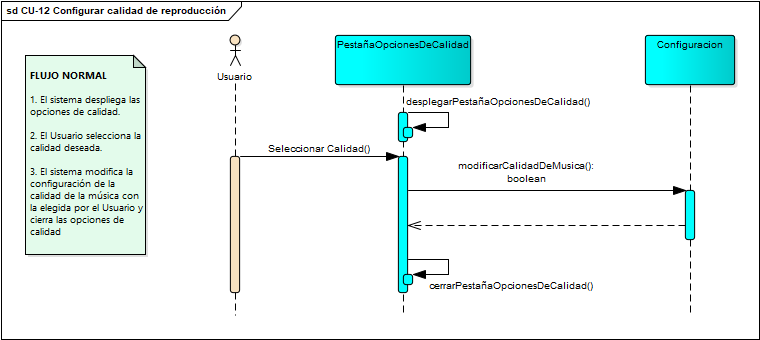 sd CU-12 Configurar calidad de reproducción
FLUJO NORMAL
1. El sistema despliega las
opciones de calidad.
2. El Usuario selecciona la
calidad deseada.
3. El sistema modifica la
configuración de la
calidad de la música con
la elegida por el Usuario y
cierra las opciones de
calidad
Usuario
PestañaOpcionesDeCalidad
Configuracion
desplegarPestañaOpcionesDeCalidad()
Seleccionar Calidad()
modificarCalidadDeMusica():
boolean
cerrarPestañaOpcionesDeCalidad()